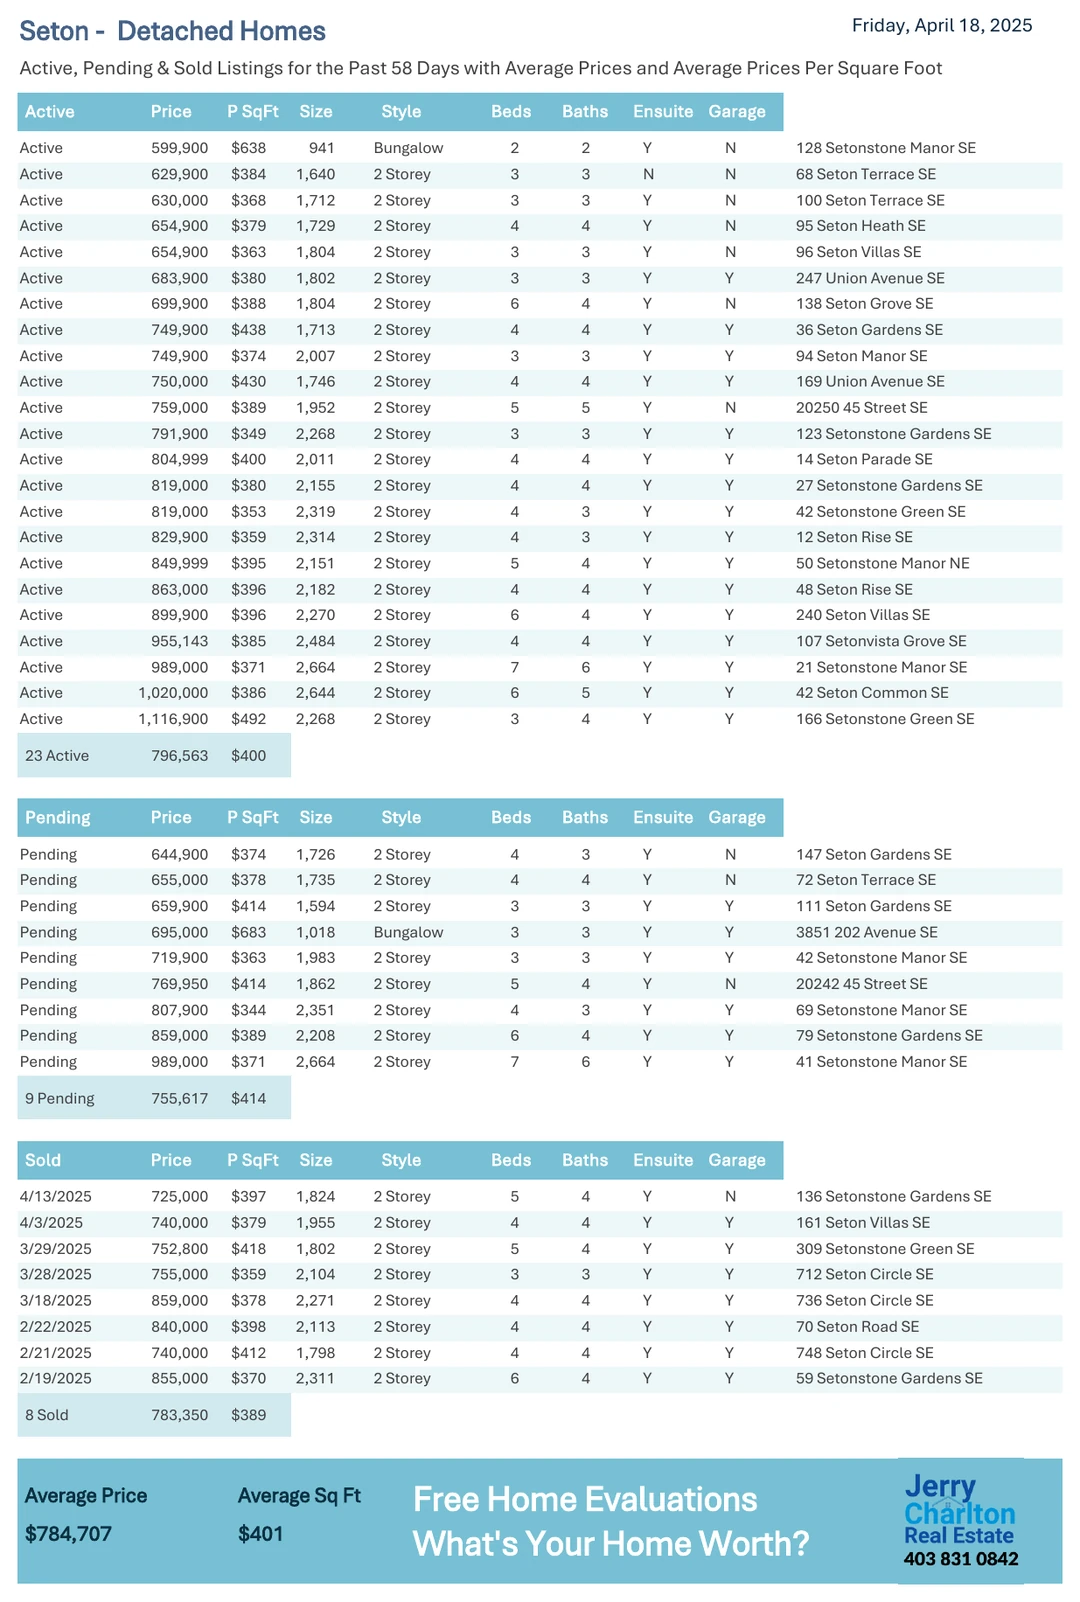 Seton -  Detached Homes
Friday, April 18, 2025
Active, Pending & Sold Listings for the Past 58 Days with Average Prices and Average Prices Per Square Foot
Active Price P SqFt Size Style Beds Baths Ensuite Garage
Active 599,900 $638 941 Bungalow 2 2 Y N 128 Setonstone Manor SE
Active 629,900 $384 1,640 2 Storey 3 3 N N 68 Seton Terrace SE
Active 630,000 $368 1,712 2 Storey 3 3 Y N 100 Seton Terrace SE
Active 654,900 $379 1,729 2 Storey 4 4 Y N 95 Seton Heath SE
Active 654,900 $363 1,804 2 Storey 3 3 Y N 96 Seton Villas SE
Active 683,900 $380 1,802 2 Storey 3 3 Y Y 247 Union Avenue SE
Active 699,900 $388 1,804 2 Storey 6 4 Y N 138 Seton Grove SE
Active 749,900 $438 1,713 2 Storey 4 4 Y Y 36 Seton Gardens SE
Active 749,900 $374 2,007 2 Storey 3 3 Y Y 94 Seton Manor SE
Active 750,000 $430 1,746 2 Storey 4 4 Y Y 169 Union Avenue SE
Active 759,000 $389 1,952 2 Storey 5 5 Y N 20250 45 Street SE
Active 791,900 $349 2,268 2 Storey 3 3 Y Y 123 Setonstone Gardens SE
Active 804,999 $400 2,011 2 Storey 4 4 Y Y 14 Seton Parade SE
Active 819,000 $380 2,155 2 Storey 4 4 Y Y 27 Setonstone Gardens SE
Active 819,000 $353 2,319 2 Storey 4 3 Y Y 42 Setonstone Green SE
Active 829,900 $359 2,314 2 Storey 4 3 Y Y 12 Seton Rise SE
Active 849,999 $395 2,151 2 Storey 5 4 Y Y 50 Setonstone Manor NE
Active 863,000 $396 2,182 2 Storey 4 4 Y Y 48 Seton Rise SE
Active 899,900 $396 2,270 2 Storey 6 4 Y Y 240 Seton Villas SE
Active 955,143 $385 2,484 2 Storey 4 4 Y Y 107 Setonvista Grove SE
Active 989,000 $371 2,664 2 Storey 7 6 Y Y 21 Setonstone Manor SE
Active 1,020,000 $386 2,644 2 Storey 6 5 Y Y 42 Seton Common SE
Active 1,116,900 $492 2,268 2 Storey 3 4 Y Y 166 Setonstone Green SE
23 Active 796,563 $400
Pending Price P SqFt Size Style Beds Baths Ensuite Garage
Pending 644,900 $374 1,726 2 Storey 4 3 Y N 147 Seton Gardens SE
Pending 655,000 $378 1,735 2 Storey 4 4 Y N 72 Seton Terrace SE
Pending 659,900 $414 1,594 2 Storey 3 3 Y Y 111 Seton Gardens SE
Pending 695,000 $683 1,018 Bungalow 3 3 Y Y 3851 202 Avenue SE
Pending 719,900 $363 1,983 2 Storey 3 3 Y Y 42 Setonstone Manor SE
Pending 769,950 $414 1,862 2 Storey 5 4 Y N 20242 45 Street SE
Pending 807,900 $344 2,351 2 Storey 4 3 Y Y 69 Setonstone Manor SE
Pending 859,000 $389 2,208 2 Storey 6 4 Y Y 79 Setonstone Gardens SE
Pending 989,000 $371 2,664 2 Storey 7 6 Y Y 41 Setonstone Manor SE
9 Pending 755,617 $414
Sold Price P SqFt Size Style Beds Baths Ensuite Garage
4/13/2025 725,000 $397 1,824 2 Storey 5 4 Y N 136 Setonstone Gardens SE
4/3/2025 740,000 $379 1,955 2 Storey 4 4 Y Y 161 Seton Villas SE
3/29/2025 752,800 $418 1,802 2 Storey 5 4 Y Y 309 Setonstone Green SE
3/28/2025 755,000 $359 2,104 2 Storey 3 3 Y Y 712 Seton Circle SE
3/18/2025 859,000 $378 2,271 2 Storey 4 4 Y Y 736 Seton Circle SE
2/22/2025 840,000 $398 2,113 2 Storey 4 4 Y Y 70 Seton Road SE
2/21/2025 740,000 $412 1,798 2 Storey 4 4 Y Y 748 Seton Circle SE
2/19/2025 855,000 $370 2,311 2 Storey 6 4 Y Y 59 Setonstone Gardens SE
8 Sold 783,350 $389
Average Price Average Sq Ft
$784,707 $401
Free Home Evaluations
What's Your Home Worth?
Jerry
Charlton
Real Estate
403 831 0842